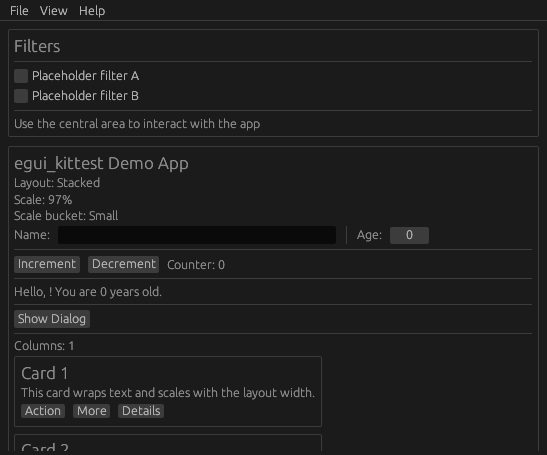 File View Help
Filters
Placeholder filter A
Placeholder filter B
Use the central area to interact with the app
egui_kittest Demo App
Layout: Stacked
Scale: 97%
Scale bucket: Small
Name: Age: 0
Increment Decrement Counter: 0
Hello, ! You are 0 years old.
Show Dialog
Columns: 1
Card 1
This card wraps text and scales with the layout width.
Action More Details
Card 2